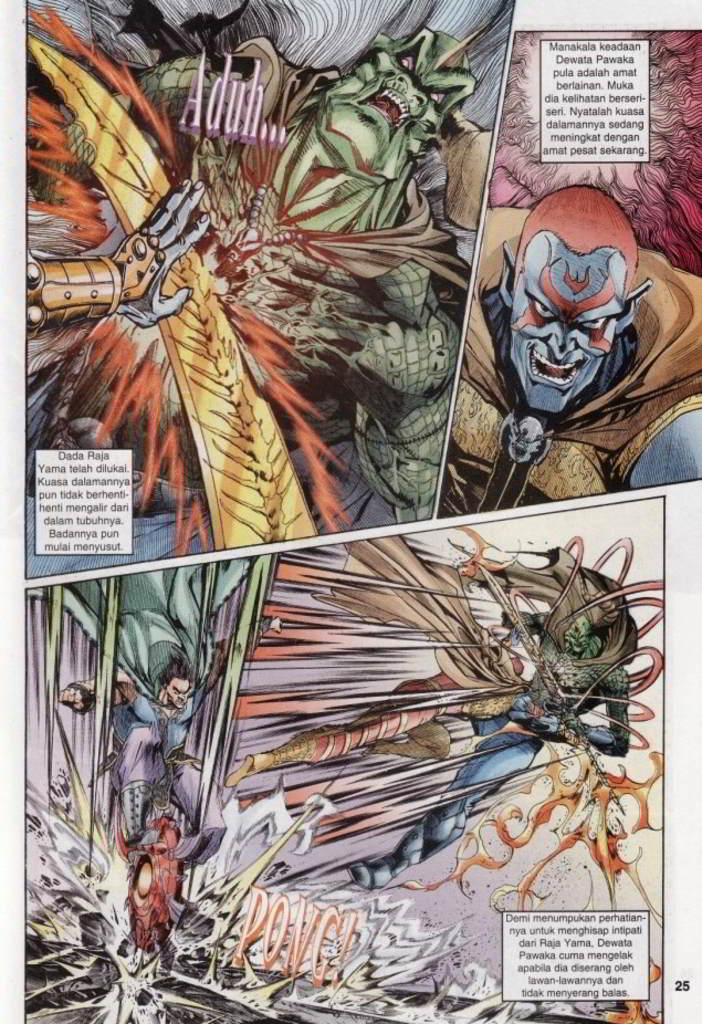 Aduh...
Manakala keadaan
Dewata Pawaka
pula adalah amat
berlainan. Muka
dia kelihatan berseri-
seri. Nyatalah kuasa
dalamannya sedang
meningkat dengan
amat pesat sekarang.
Dada Raja
Yama telah dilukai.
Kuasa dalamannya
pun tidak berhenti-
henti mengalir dari
dalam tubuhnya.
Badannya pun
mulai menyusut.
PONG!
Demi menumpukan perhatian-
nya untuk menghisap intipati
dari Raja Yama, Dewata
Pawaka cuma mengelak
apabila dia diserang oleh
lawan-lawannya dan
tidak menyerang balas.
25